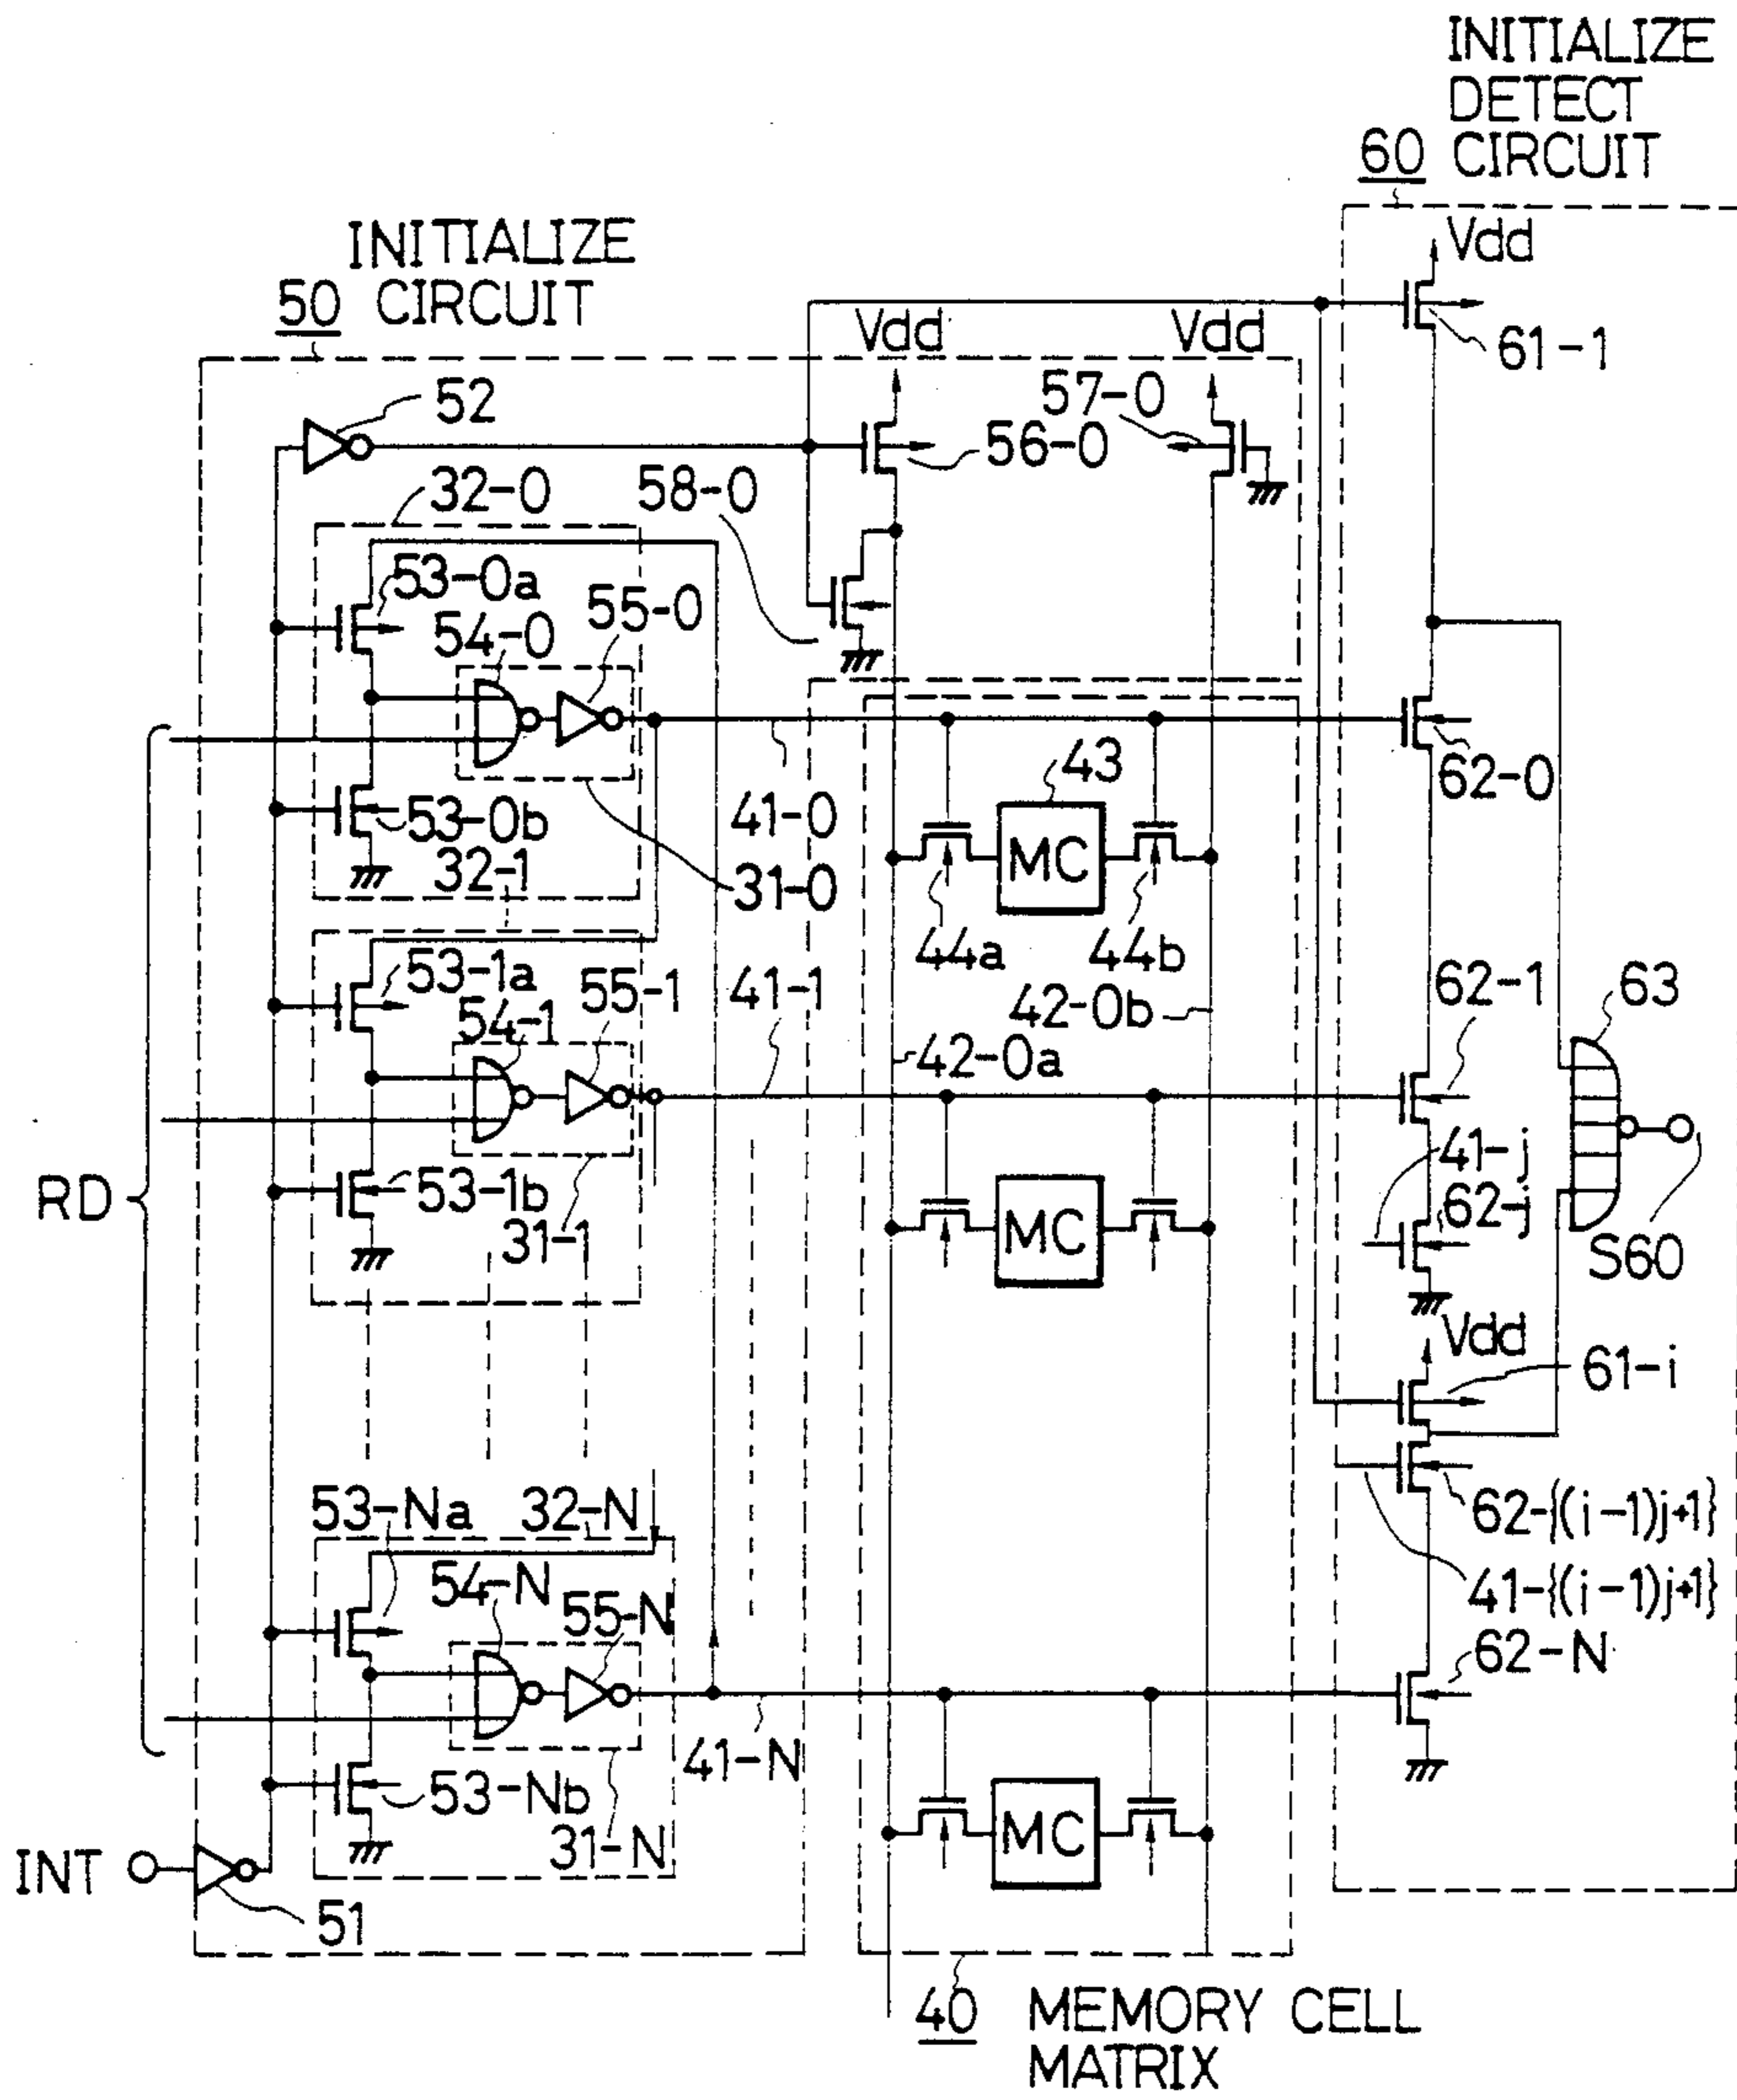 INITIALIZE
DETECT
60 CIRCUIT
INITIALIZE
50 CIRCUIT
Vdd
61-1
Vdd
Vdd
52
57-0
56-0
32-0
58-0
53-0a
54-0
55-0
62-0
43
MC
53-0b
41-0
32-1
31-0
44a
44b
53-1a
55-1
41-1
42-0b
62-1
63
54-1
42-0a
RD
53-1b
31-1
MC
41-j
62-j
S60
Vdd
61-i
53-Na
32-N
62-{(i-1)j+1}
54-N
55-N
41-{(i-1)j+1}
62-N
41-N
53-Nb
31-N
MC
INT
51
40 MEMORY CELL
MATRIX